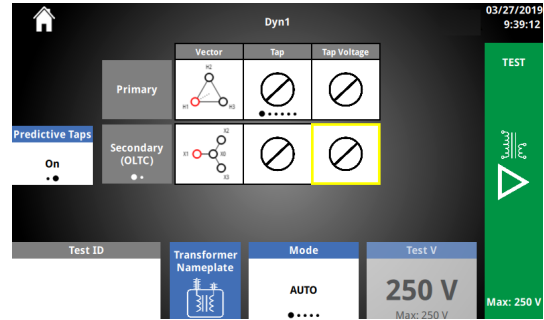 Dyn1
03/27/2019
9:39:12
Vector
Tap
Tap Voltage
TEST
Primary
H2
H1
H3
Predictive Taps
On
Secondary
(OLTC)
X2
X1
X0
X3
Test ID
Transformer
Nameplate
Mode
AUTO
Test V
250 V
Max: 250 V
Max: 250 V